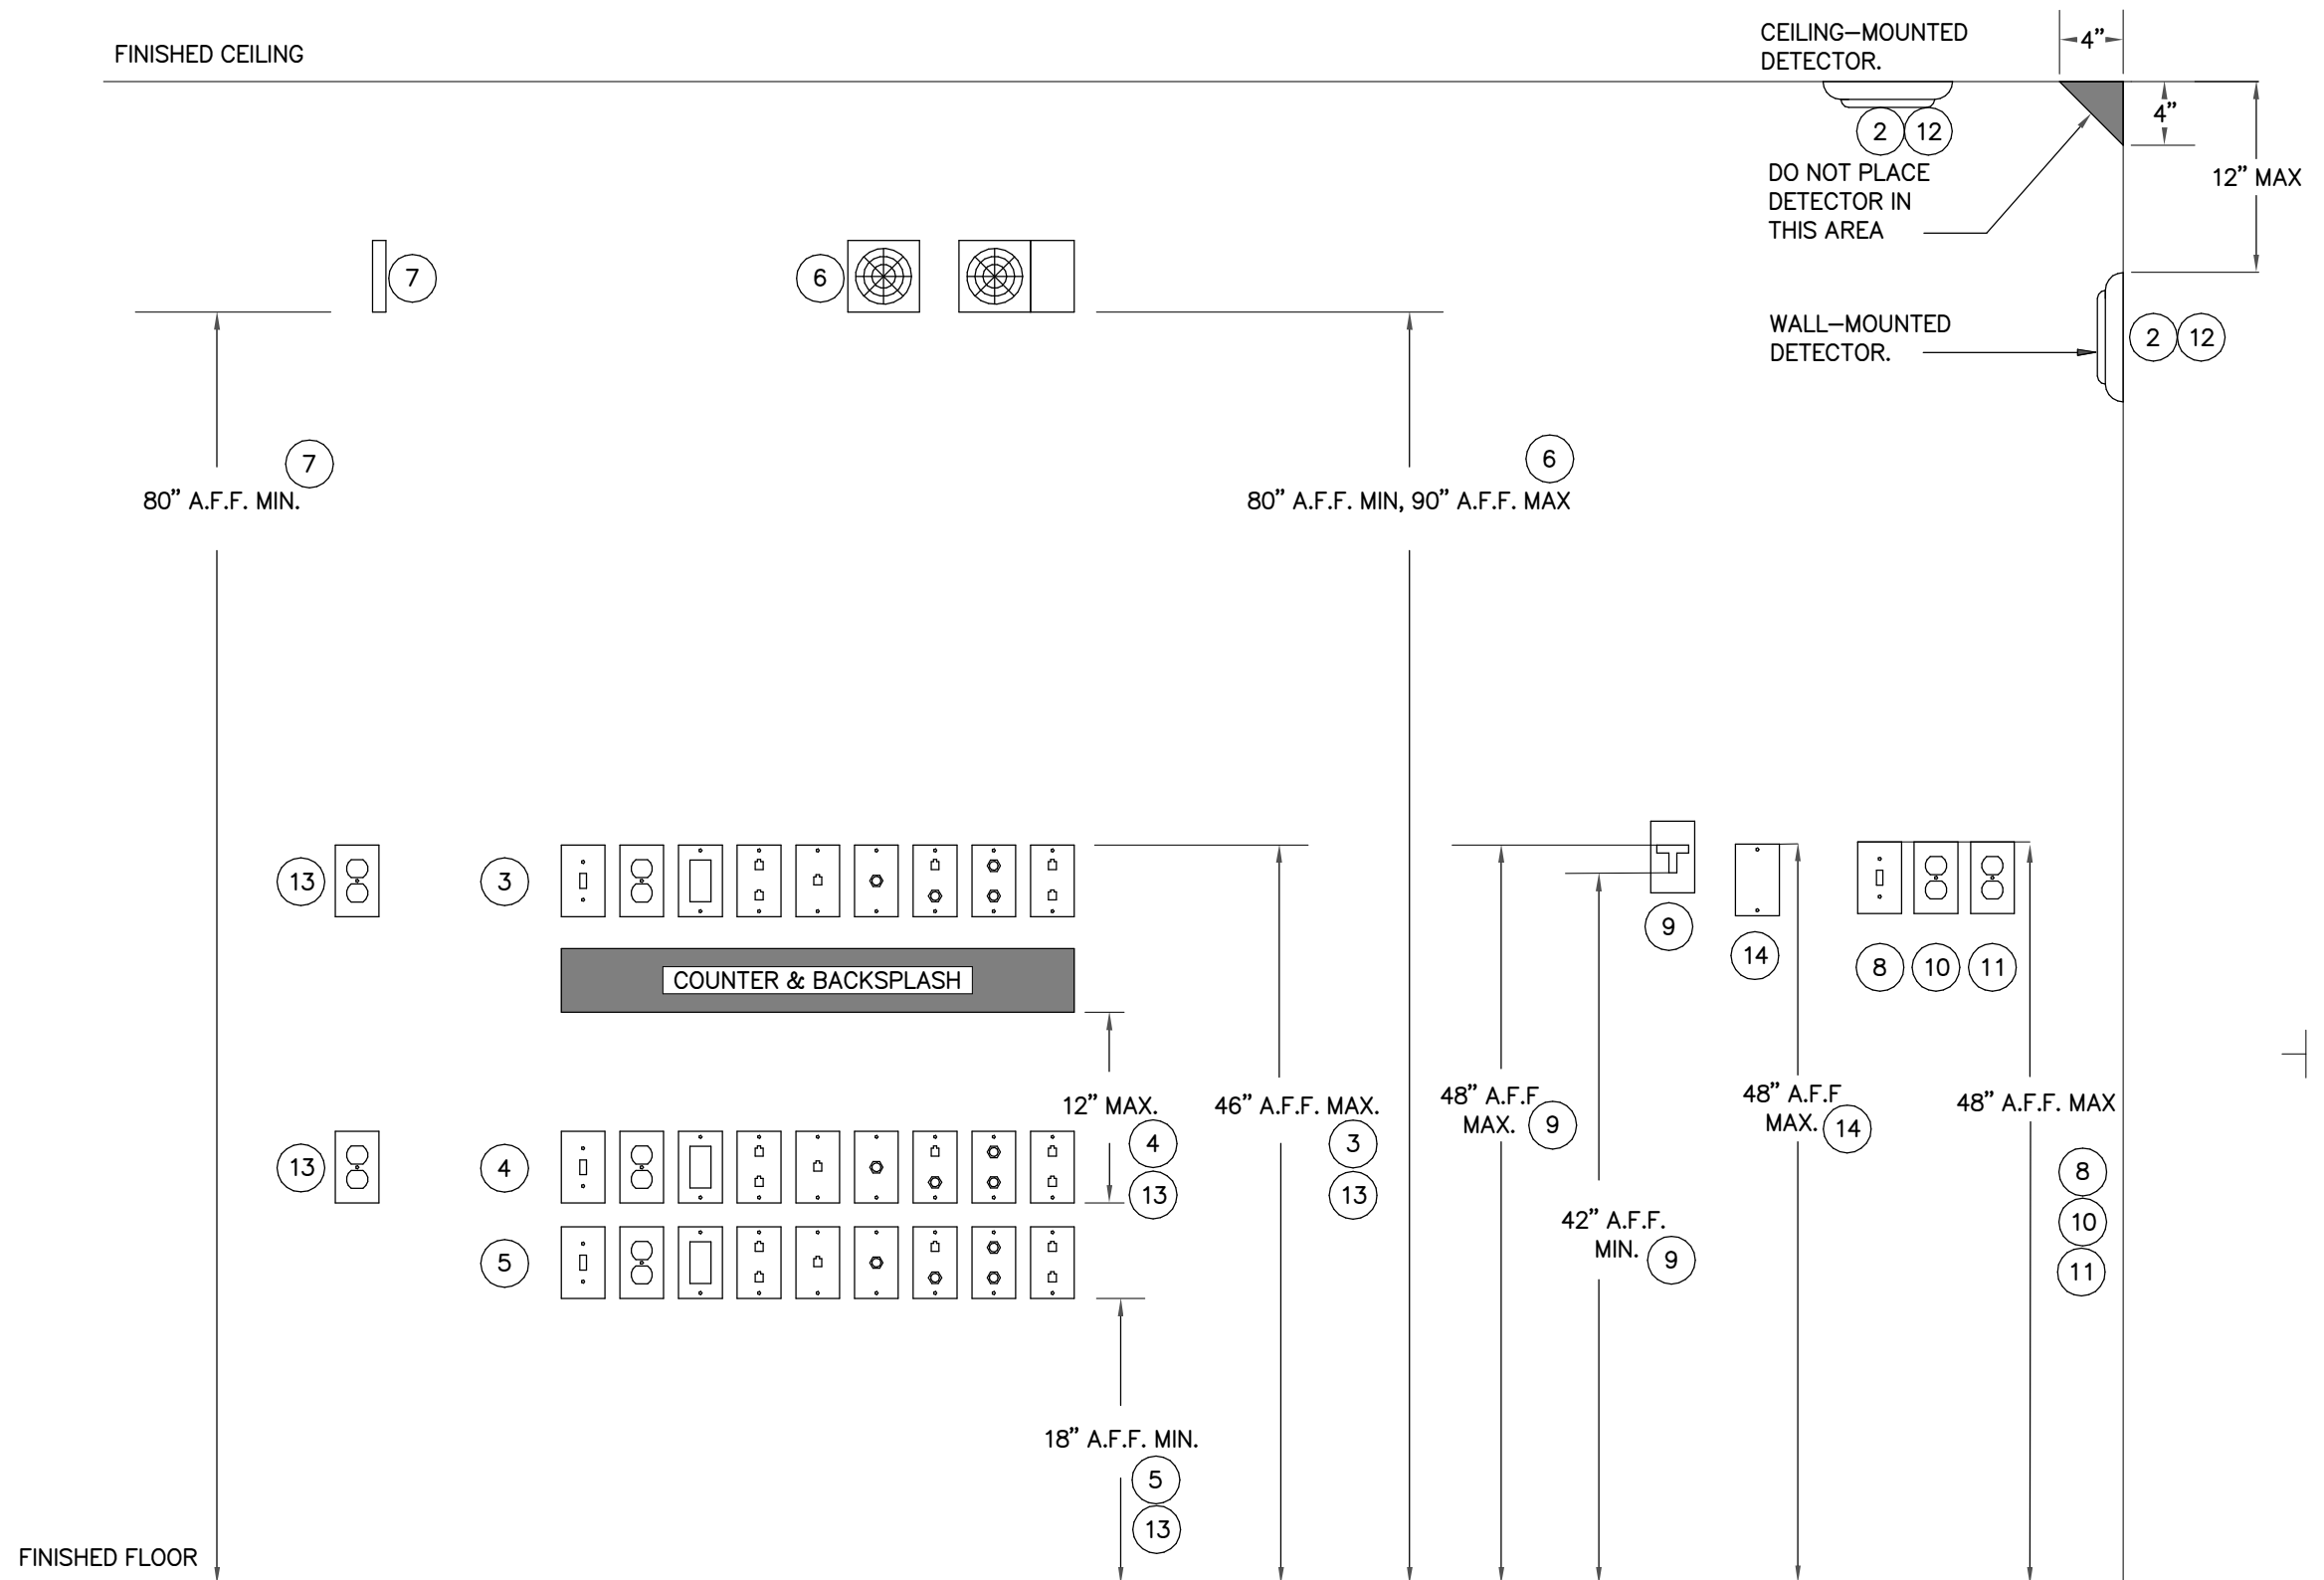 FINISHED CEILING
CEILING–MOUNTED
DETECTOR.
4”
4”
2 12
12” MAX
DO NOT PLACE
DETECTOR IN
THIS AREA
7
6
WALL–MOUNTED
DETECTOR.
2 12
7
80” A.F.F. MIN.
6
80” A.F.F. MIN, 90” A.F.F. MAX
13
3
9
14
8 10 11
COUNTER & BACKSPLASH
12” MAX.
4
13
46” A.F.F. MAX.
3
13
48” A.F.F
MAX. 9
48” A.F.F
MAX. 14
48” A.F.F. MAX
8
10
11
13
4
42” A.F.F.
MIN. 9
5
18” A.F.F. MIN.
5
13
FINISHED FLOOR